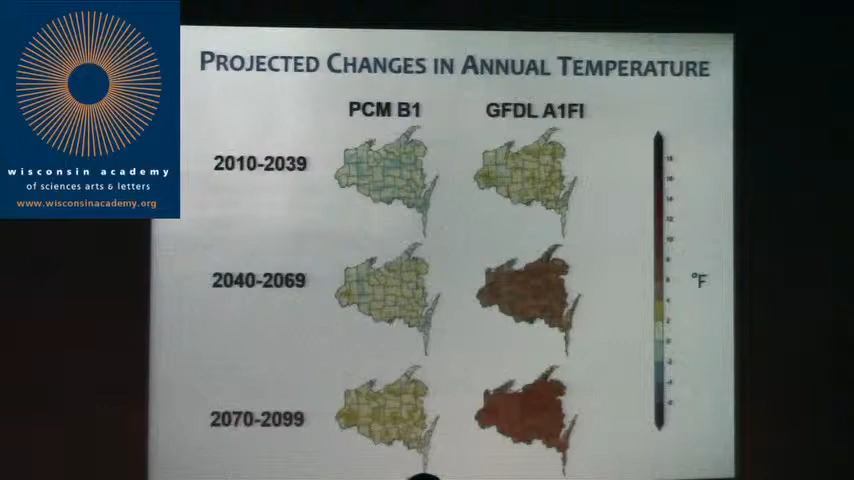 wisconsin academy
of sciences arts & letters
www.wisconsinacademy.org
PROJECTED CHANGES IN ANNUAL TEMPERATURE
PCM B1 GFDL A1FI
2010-2039
2040-2069
2070-2099
°F